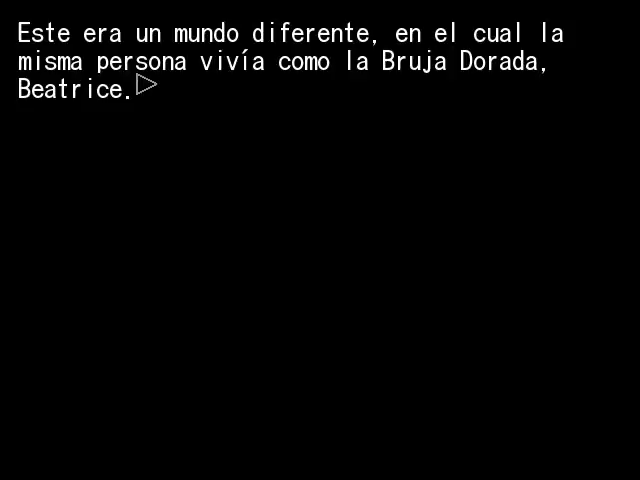 Este era un mundo diferente, en el cual la
misma persona vivía como la Bruja Dorada,
Beatrice.